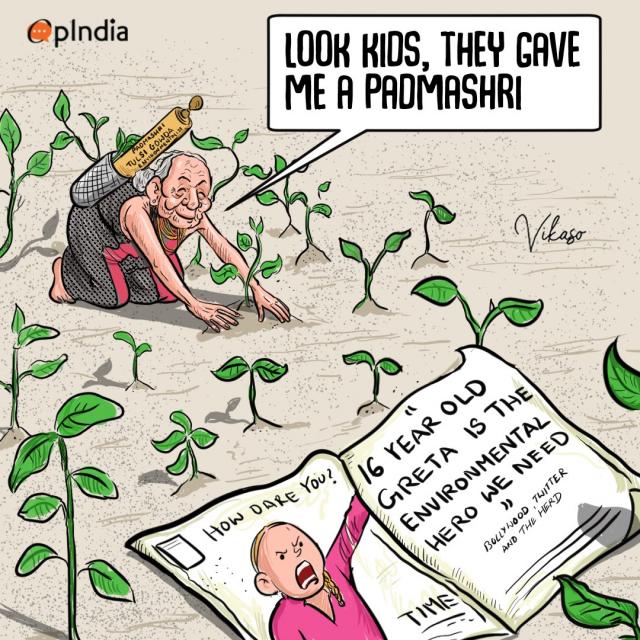 OpIndia
LOOK KIDS, THEY GAVE
ME A PADMASHRI
PADMASHRI
TULSI GOWDA
ENVIRONMENTALIST
Vikaso
"
16 YEAR OLD
GRETA IS THE
ENVIRONMENTAL
HERO WE NEED
"
BOLLYWOOD TWITTER
AND THE HERD
HOW DARE YOU?
TIME